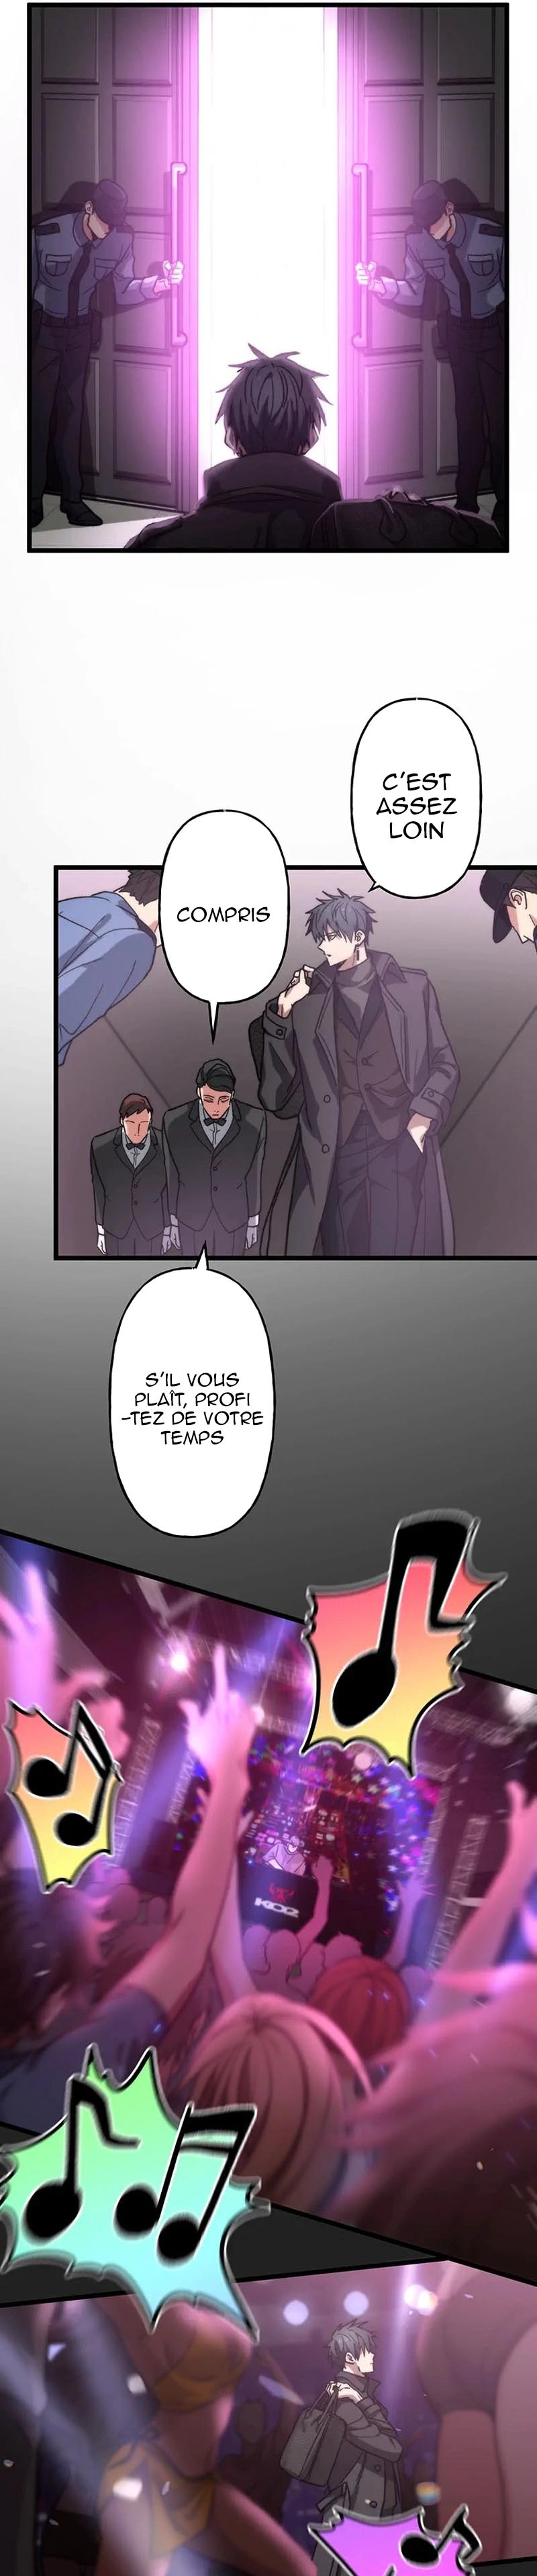 C'EST
ASSEZ
LOIN
COMPRIS
S'IL VOUS
PLAÎT, PROFI
-TEZ DE VOTRE
TEMPS